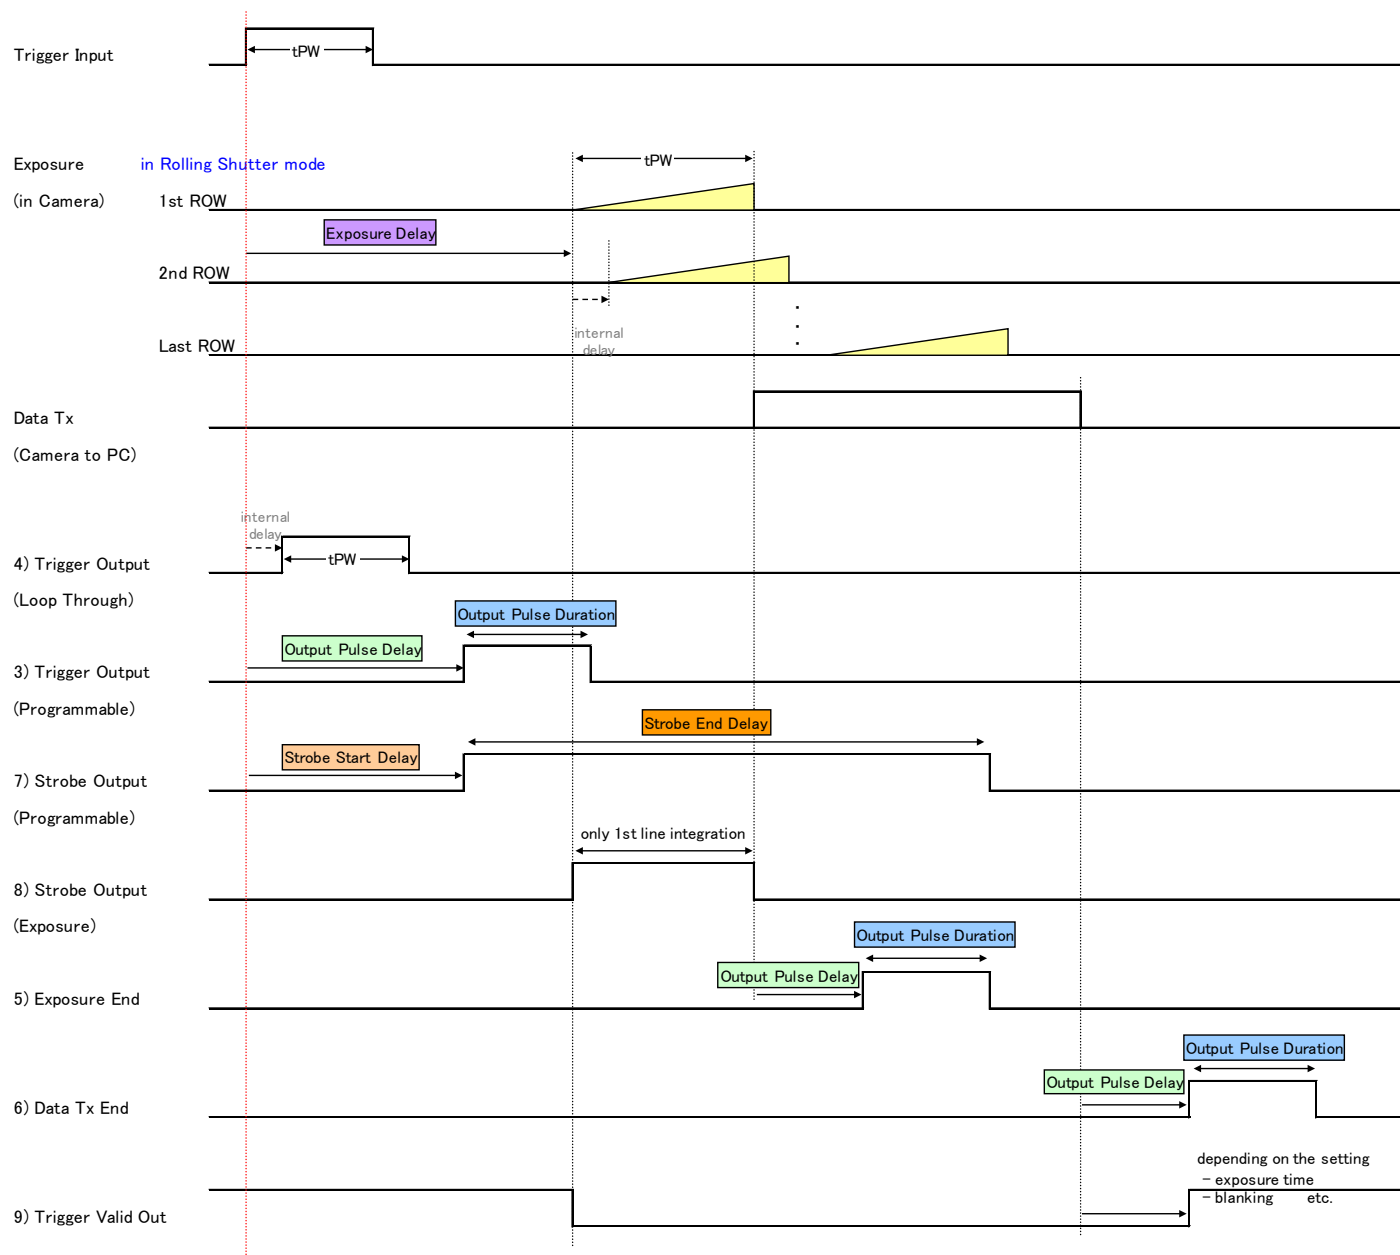 Trigger Input
tPW
Exposure
in Rolling Shutter mode
tPW
(in Camera)
1st ROW
Exposure Delay
2nd ROW
internal
delay
Last ROW
Data Tx
(Camera to PC)
internal
delay
4) Trigger Output
tPW
(Loop Through)
Output Pulse Duration
Output Pulse Delay
3) Trigger Output
(Programmable)
Strobe End Delay
Strobe Start Delay
7) Strobe Output
(Programmable)
only 1st line integration
8) Strobe Output
(Exposure)
Output Pulse Duration
Output Pulse Delay
5) Exposure End
Output Pulse Duration
Output Pulse Delay
6) Data Tx End
depending on the setting
- exposure time
- blanking etc.
9) Trigger Valid Out